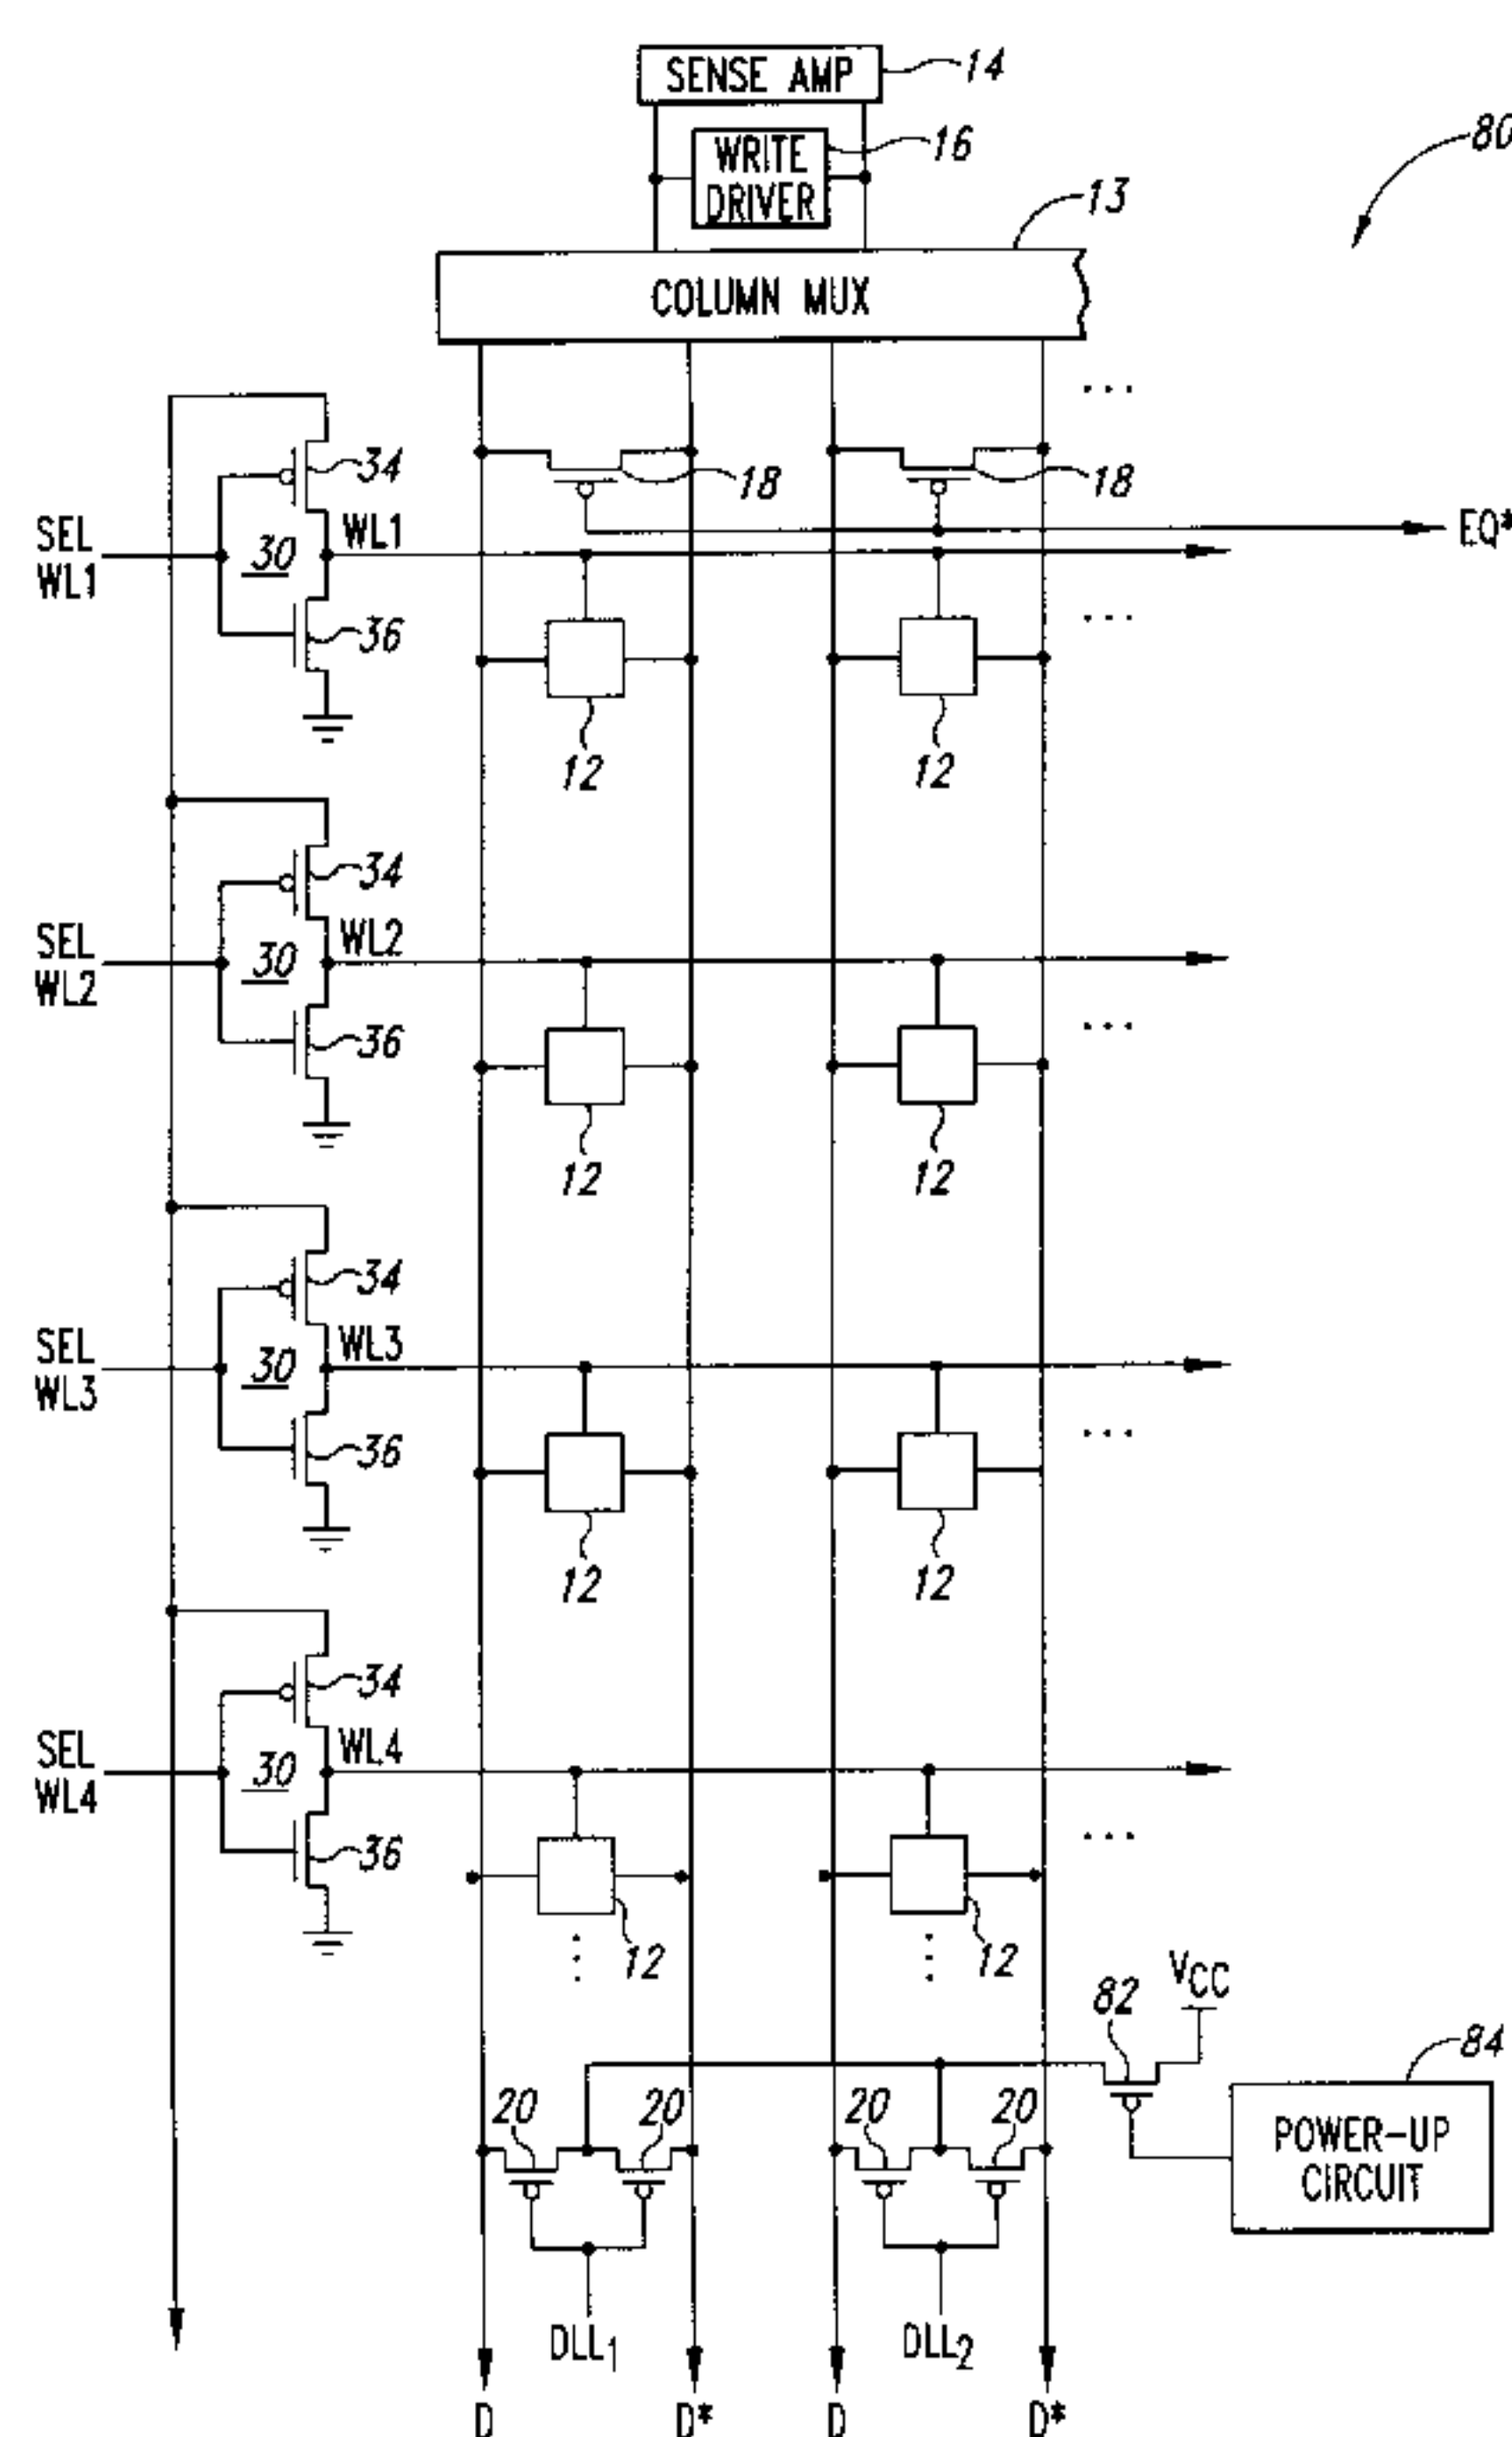 SENSE AMP
14
WRITE
DRIVER
16
80
13
COLUMN MUX
. . .
34
18
18
SEL
WL1
30
WL1
EQ*
36
. . .
12
12
34
SEL
WL2
30
WL2
36
. . .
12
12
34
SEL
WL3
30
WL3
36
. . .
12
12
34
SEL
WL4
30
WL4
36
. . .
12
12
82
VCC
84
20
20
20
20
POWER-UP
CIRCUIT
DLL1
DLL2
D
D*
D
D*